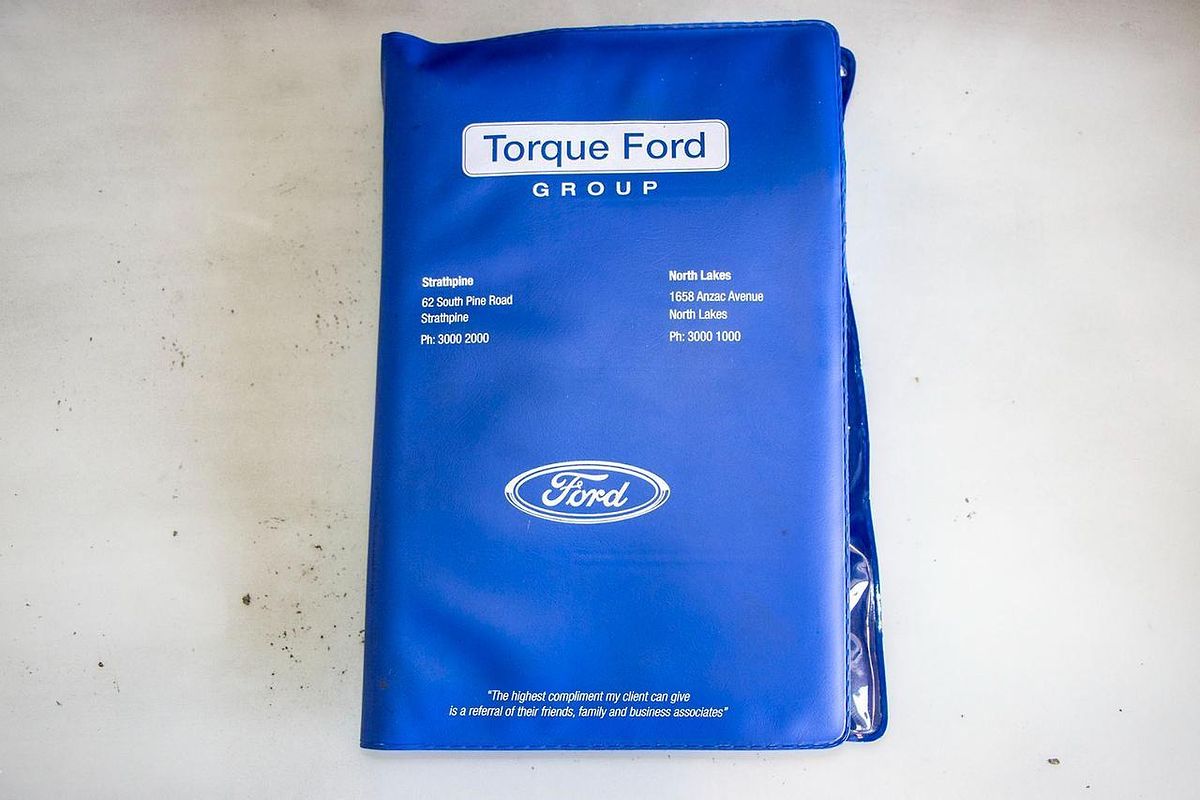 Torque Ford
GROUP
Strathpine
62 South Pine Road
Strathpine
Ph: 3000 2000
North Lakes
1658 Anzac Avenue
North Lakes
Ph: 3000 1000
Ford
"The highest compliment my client can give
is a referral of their friends, family and business associates"